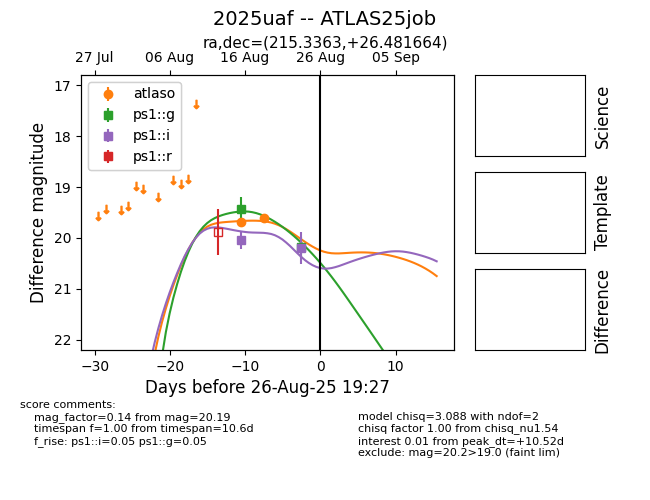 2025uaf -- ATLAS25job
ra,dec=(215.3363,+26.481664)
27 Jul 06 Aug 16 Aug 26 Aug 05 Sep
atlaso
ps1::g
ps1::i
ps1::r
17
18
19
20
21
22
Difference magnitude
−30 −20 −10 0 10
Days before 26-Aug-25 19:27
Science
Template
Difference
score comments:
mag_factor=0.14 from mag=20.19
timespan f=1.00 from timespan=10.6d
f_rise: ps1::i=0.05 ps1::g=0.05
model chisq=3.088 with ndof=2
chisq factor 1.00 from chisq_nu1.54
interest 0.01 from peak_dt=+10.52d
exclude: mag=20.2>19.0 (faint lim)